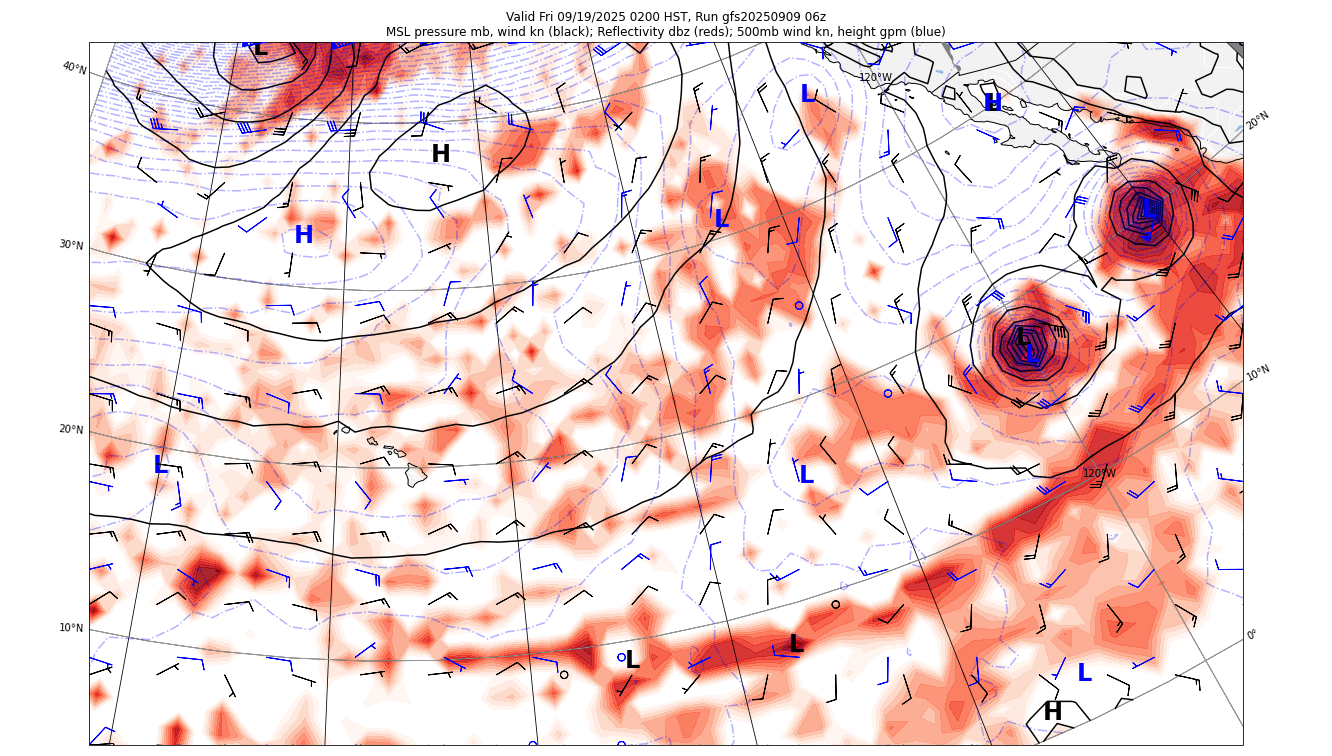 Valid Fri 09/19/2025 0200 HST, Run gfs20250909 06z
MSL pressure mb, wind kn (black); Reflectivity dbz (reds); 500mb wind kn, height gpm (blue)
L
40°N
120°W
L
H
20°N
H
L
L
H
30°N
L
L
10°N
20°N
L
L
120°W
10°N
0°
L
L
L
H